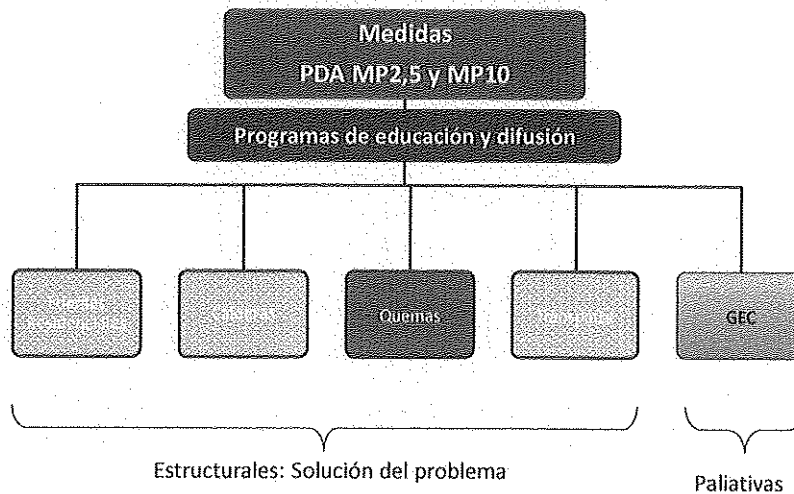 Medidas
PDA MP2,5 y MP10
Programas de educación y difusión
Quemas
GEC
Estructurales: Solución del problema
Paliativas